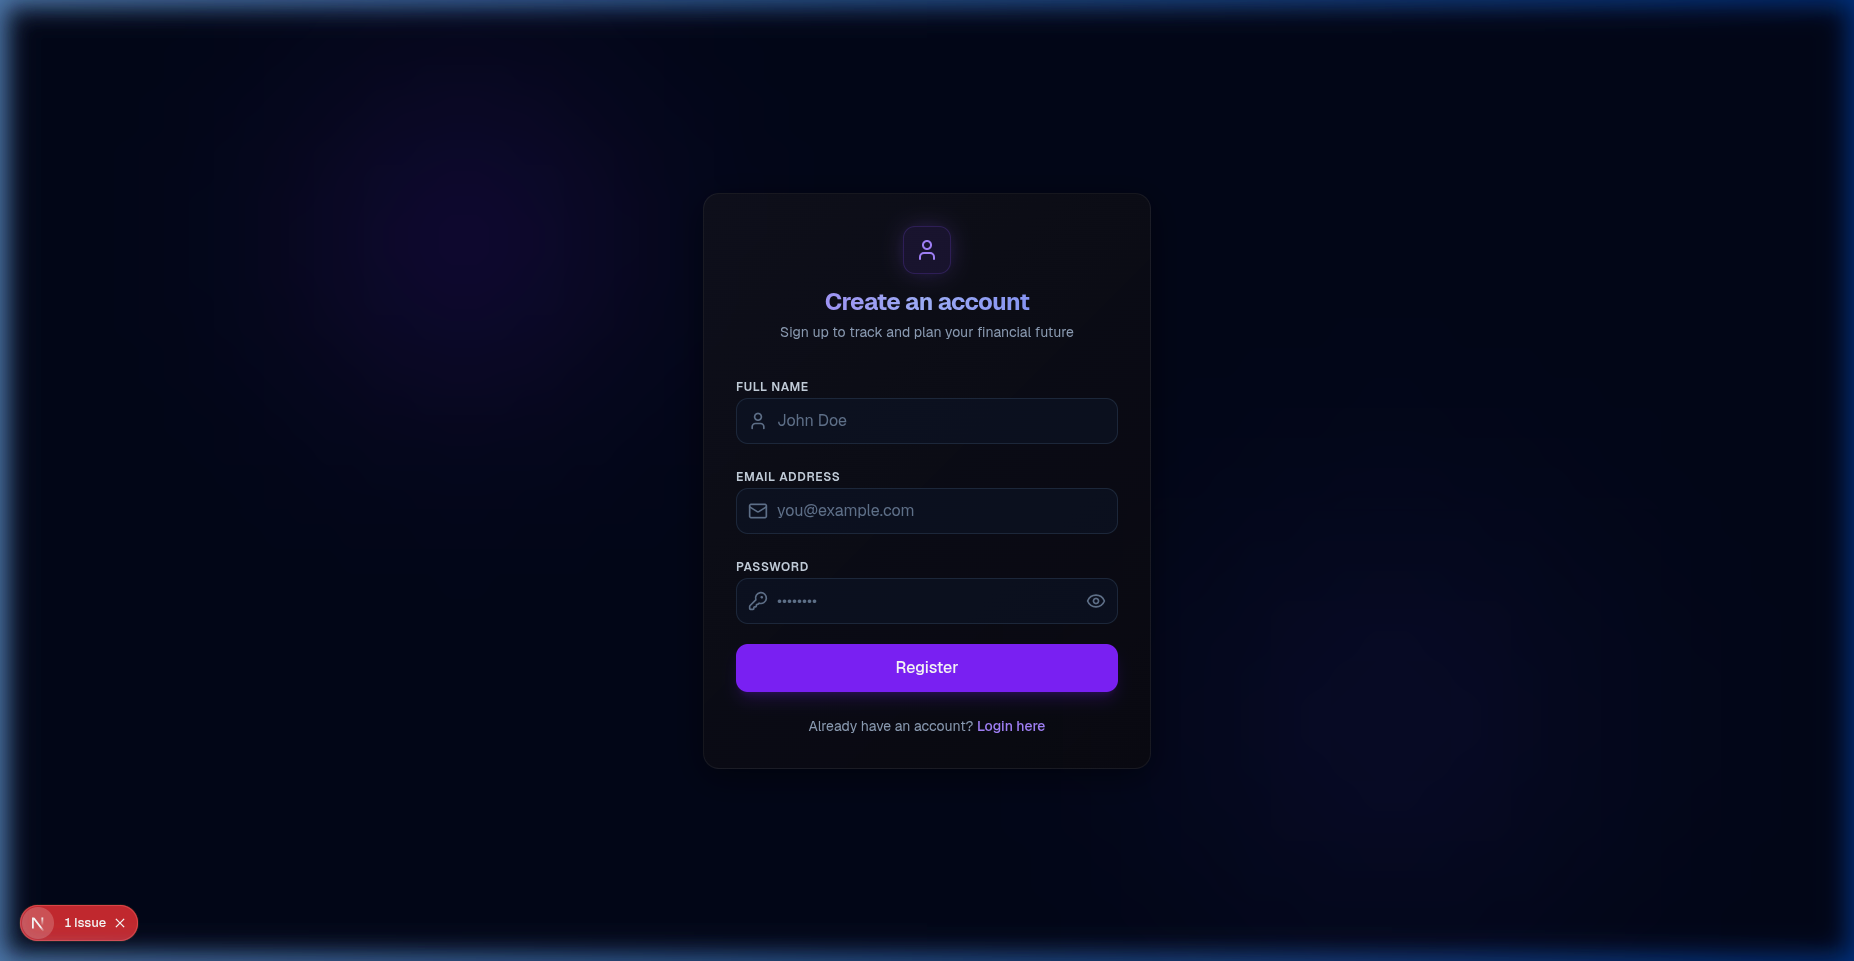 Create an account
Sign up to track and plan your financial future
FULL NAME
John Doe
EMAIL ADDRESS
you@example.com
PASSWORD
••••••••
Register
Already have an account? Login here
N 1 Issue